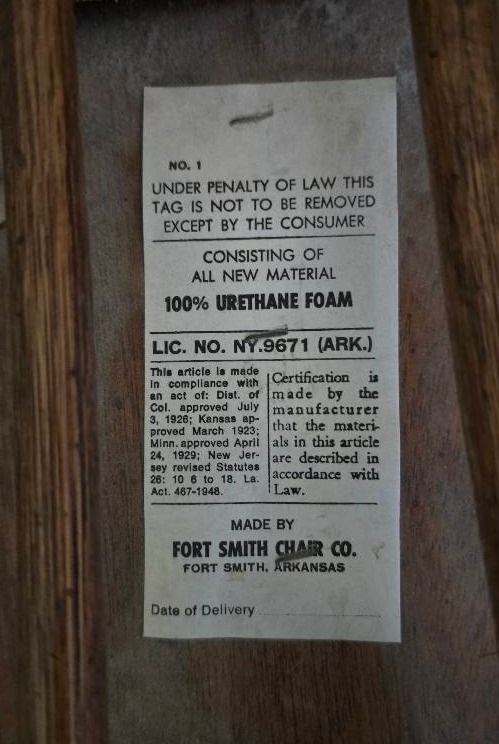 NO. 1
UNDER PENALTY OF LAW THIS
TAG IS NOT TO BE REMOVED
EXCEPT BY THE CONSUMER
CONSISTING OF
ALL NEW MATERIAL
100% URETHANE FOAM
LIC. NO. NY.9671 (ARK.)
This article is made
in compliance with
an act of: Dist. of
Col. approved July
3, 1926; Kansas ap-
proved March 1923;
Minn. approved April
24, 1929; New Jer-
sey revised Statutes
26: 10 6 to 18. La.
Act. 467-1948.
Certification is
made by the
manufacturer
that the materi-
als in this article
are described in
accordance with
Law.
MADE BY
FORT SMITH CHAIR CO.
FORT SMITH, ARKANSAS
Date of Delivery